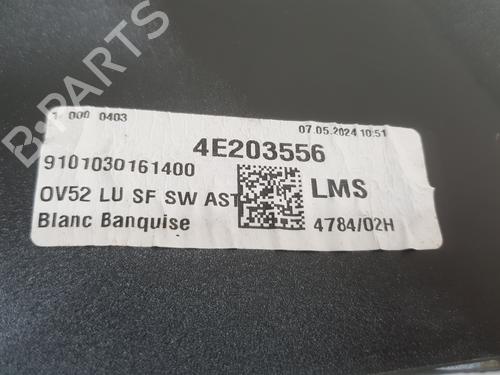 B-PARTS
1 000 0403
07.05.2024 10:51
4E203556
9101030161400
OV52 LU SF SW AST
LMS
Blanc Banquise
4784/02H